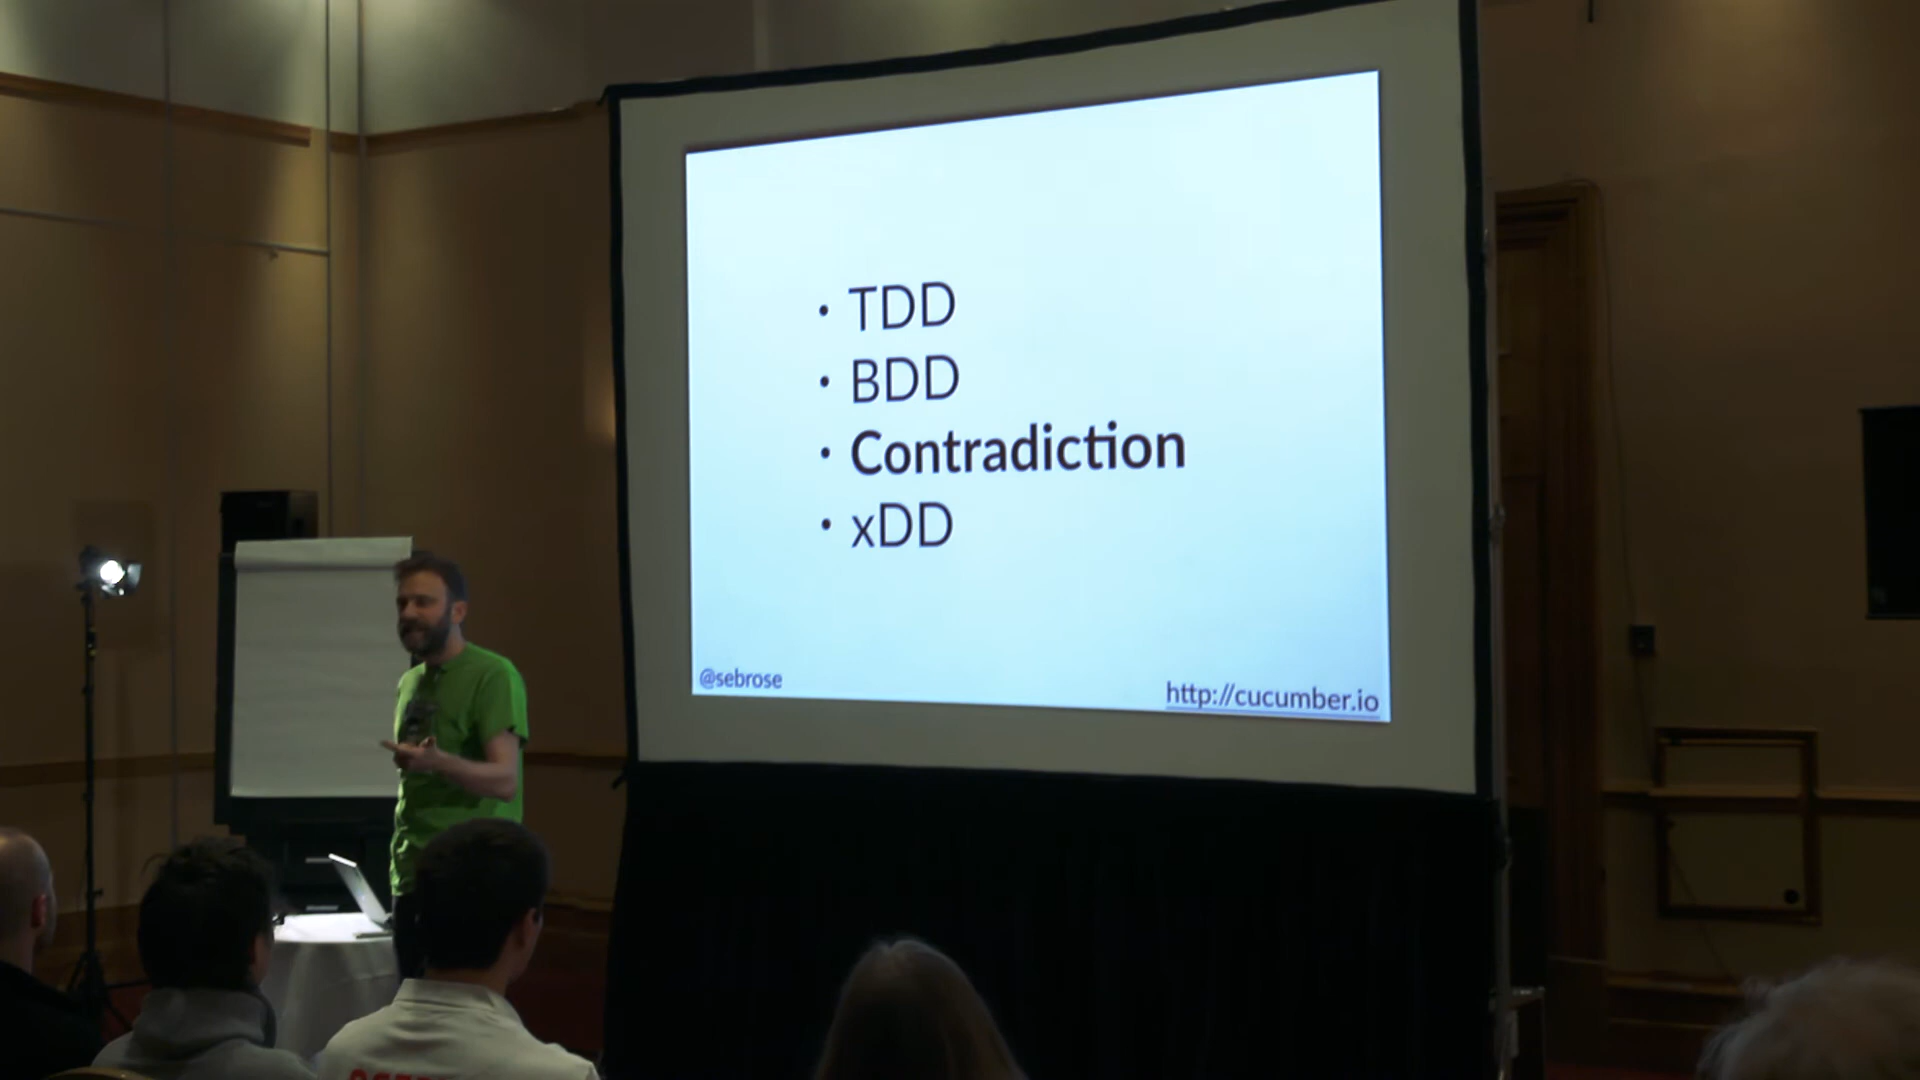 • TDD
• BDD
• Contradiction
• xDD
@sebrose
http://cucumber.io